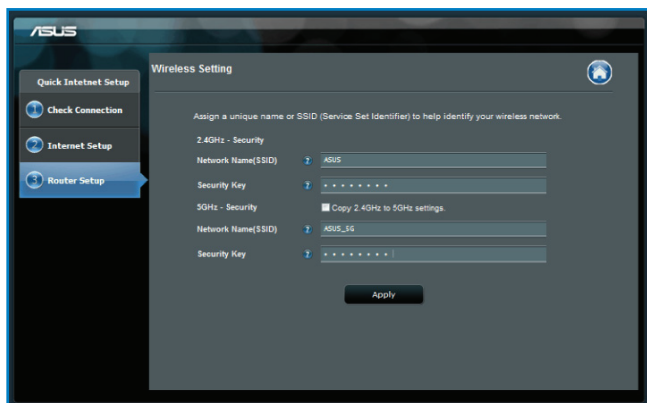 ASUS
Quick Intetnet Setup
1 Check Connection
2 Internet Setup
3 Router Setup
Wireless Setting
Assign a unique name or SSID (Service Set Identifier) to help identify your wireless network.
2.4GHz - Security
Network Name(SSID) ? ASUS
Security Key ? • • • • • • • •
5GHz - Security Copy 2.4GHz to 5GHz settings.
Network Name(SSID) ? ASUS_5G
Security Key ? • • • • • • • •
Apply